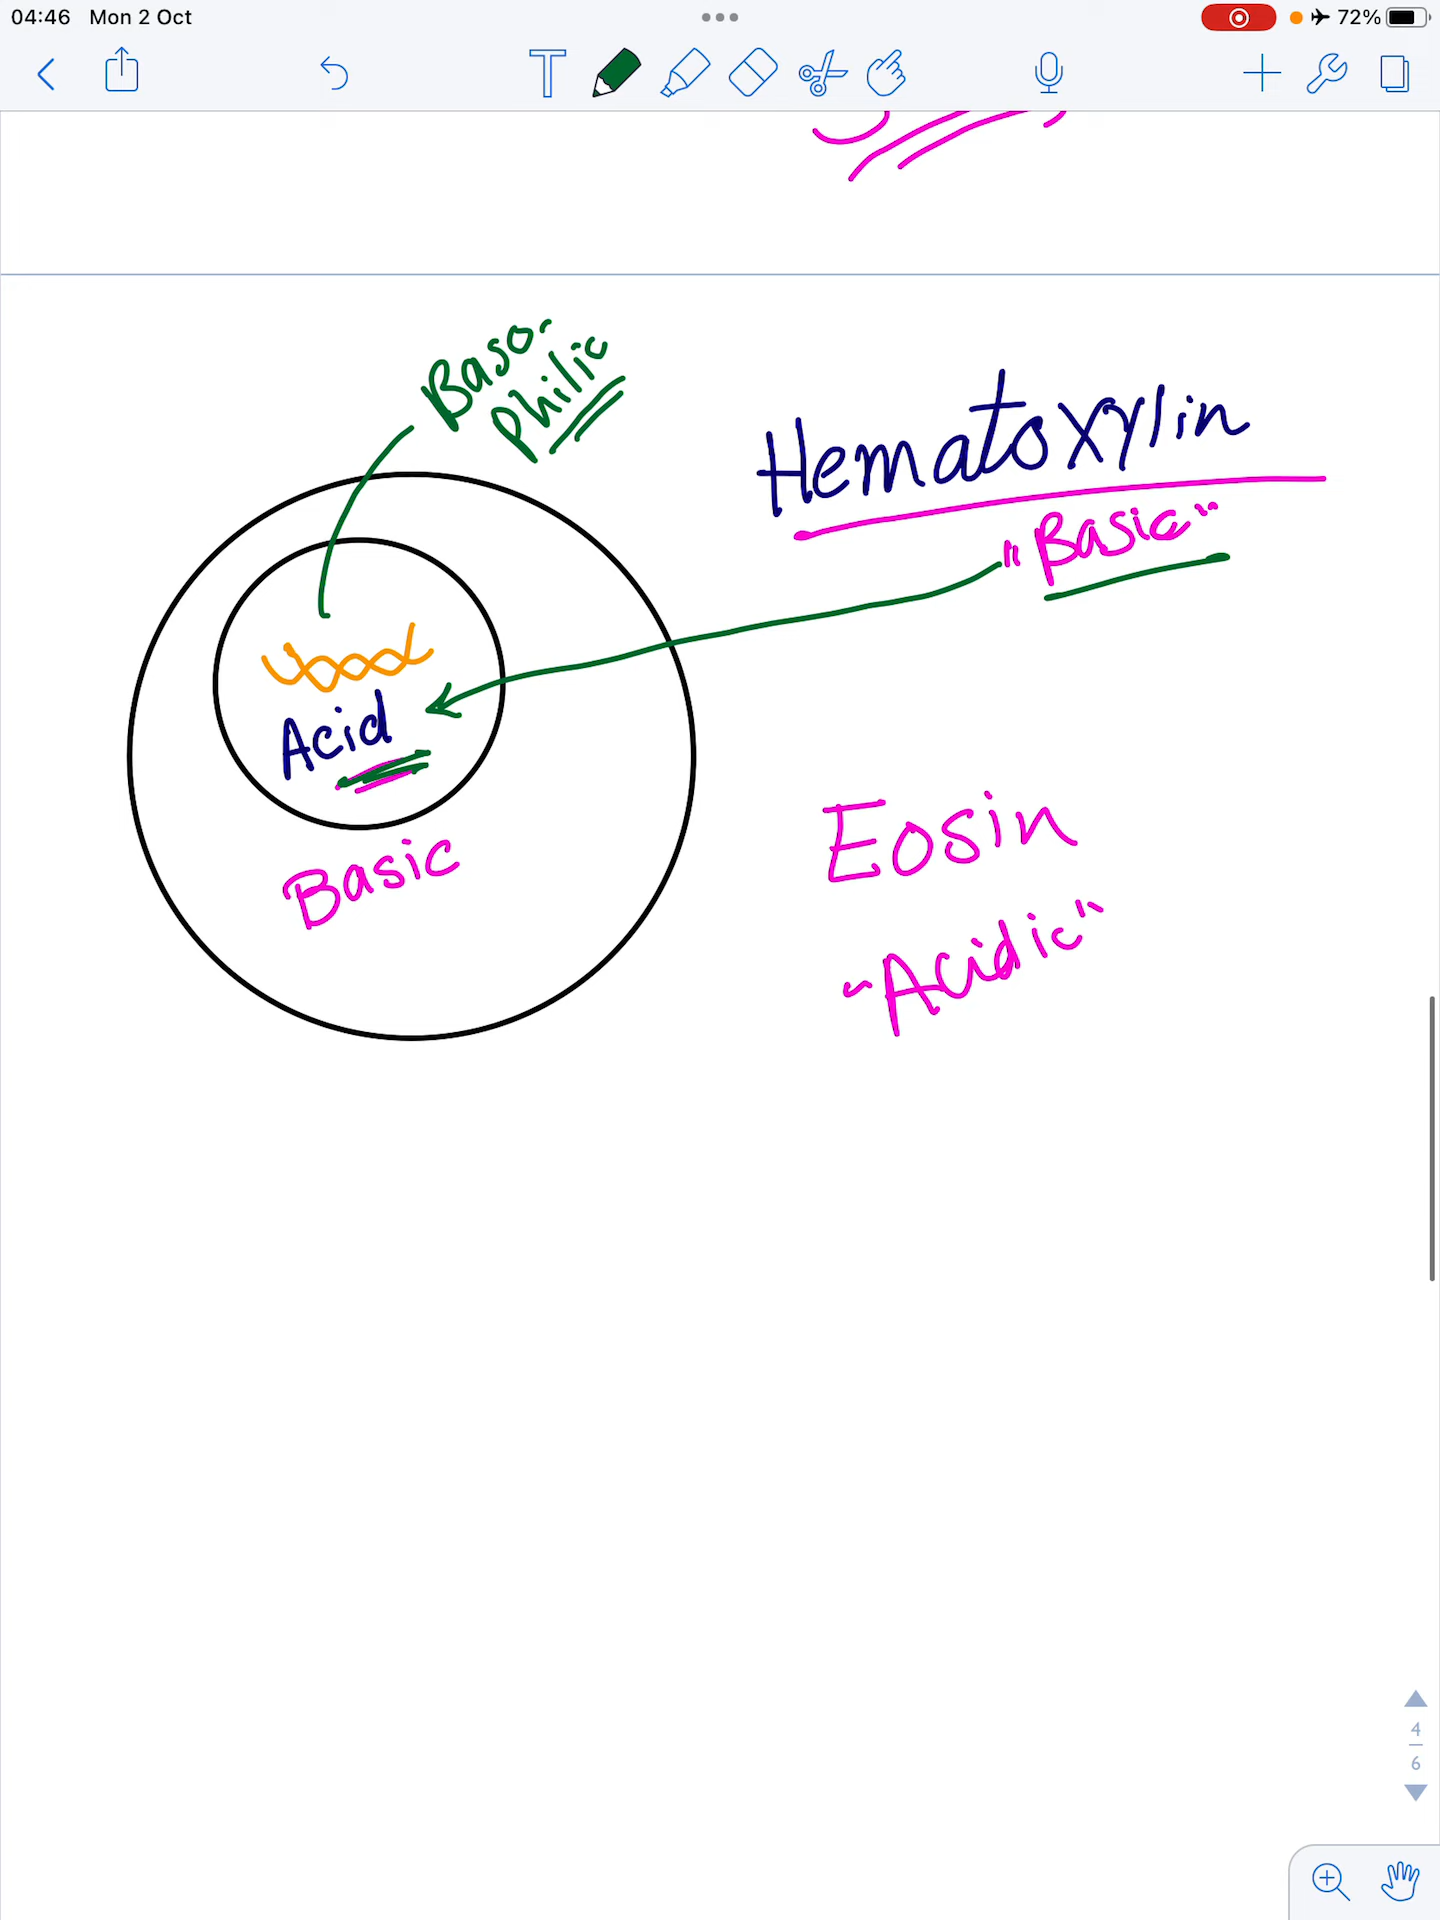 04:46 Mon 2 Oct
72%
T
Baso-
Philic
Hematoxylin
"Basic"
Acid
Basic
Eosin
"Acidic"
4
6